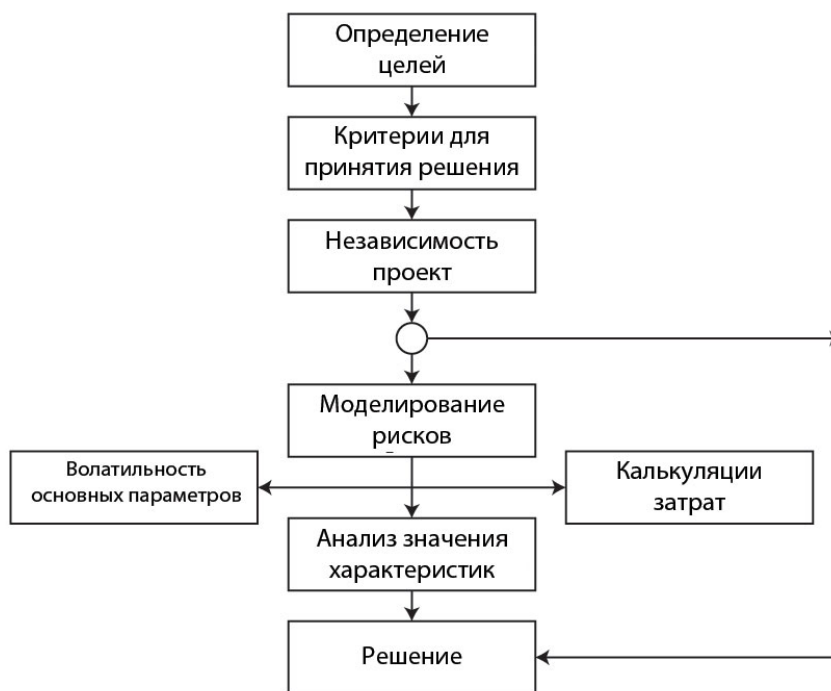 Определение
целей
Критерии для
принятия решения
Независимость
проект
Моделирование
рисков
Волатильность
основных параметров
Калькуляции
затрат
Анализ значения
характеристик
Решение